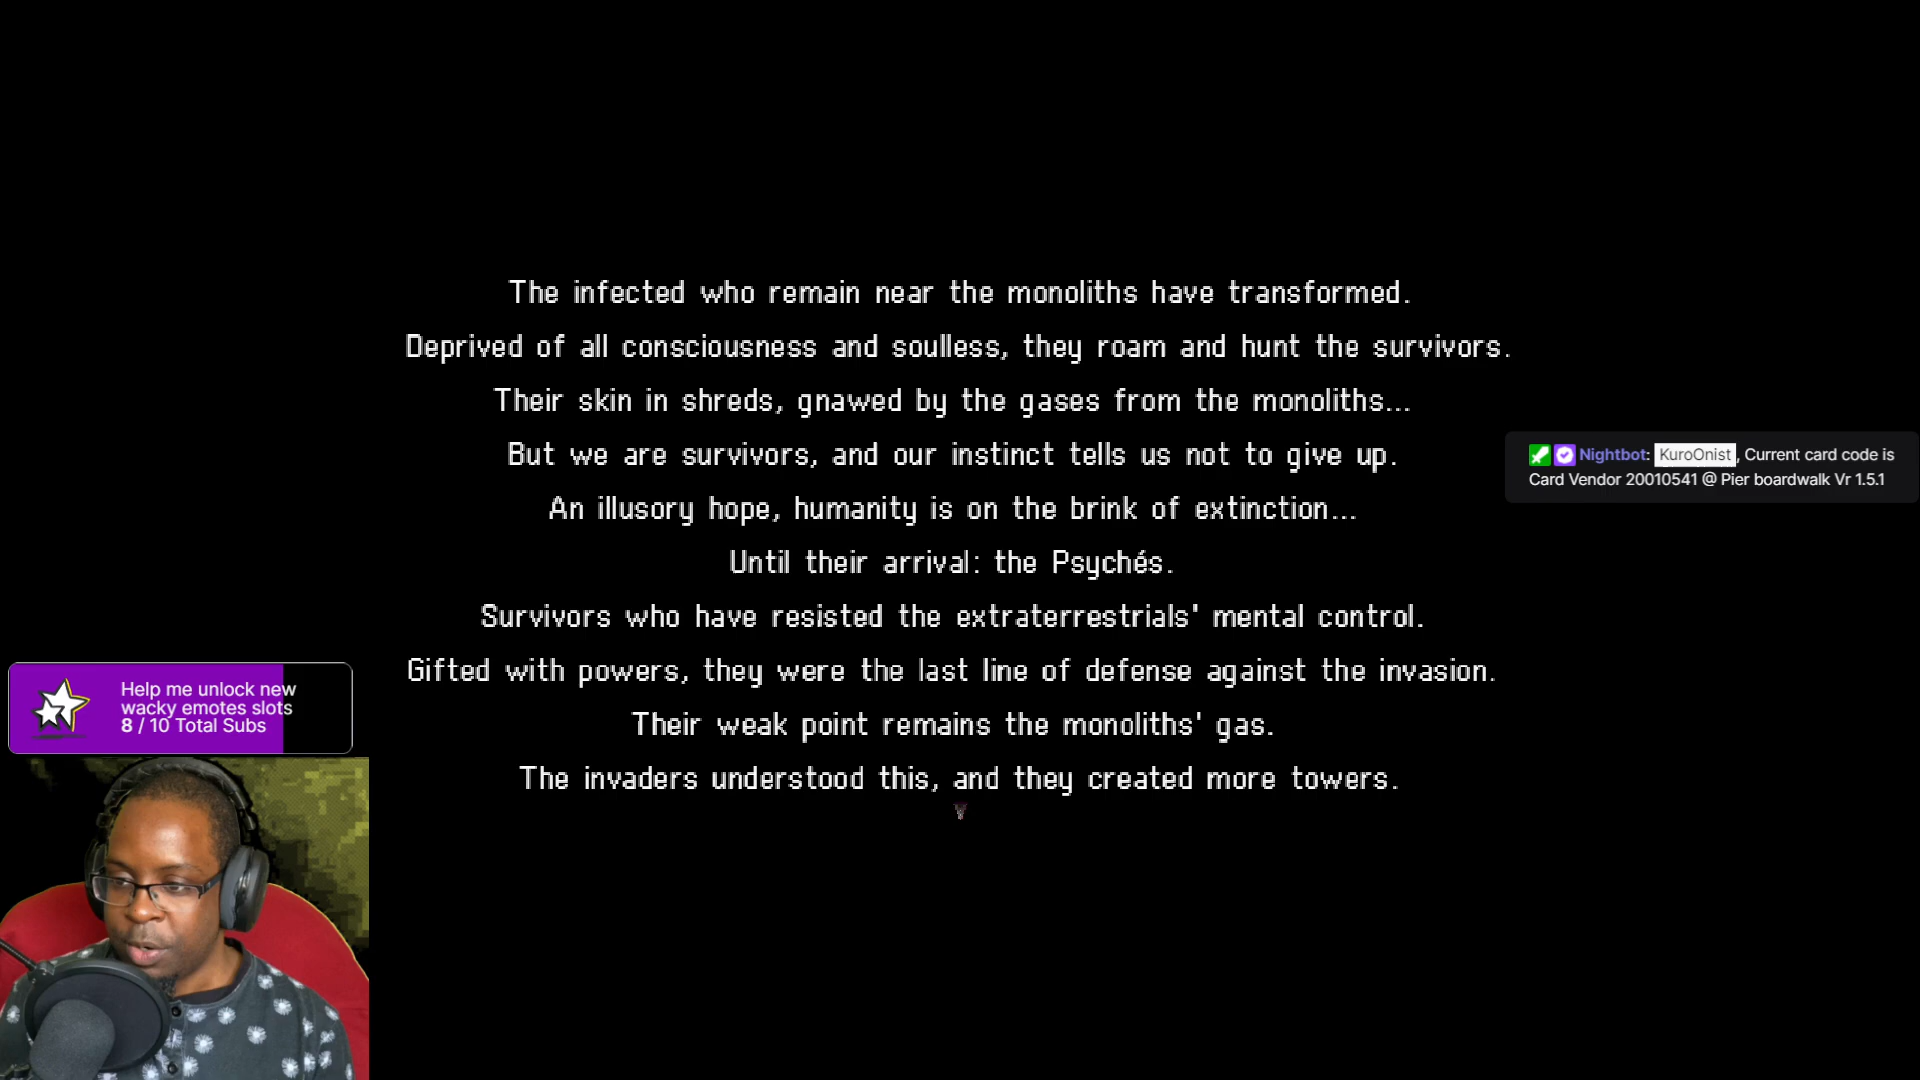 The infected who remain near the monoliths have transformed.
Deprived of all consciousness and soulless, they roam and hunt the survivors.
Their skin in shreds, gnawed by the gases from the monoliths...
But we are survivors, and our instinct tells us not to give up.
An illusory hope, humanity is on the brink of extinction...
Until their arrival: the Psychés.
Survivors who have resisted the extraterrestrials' mental control.
Gifted with powers, they were the last line of defense against the invasion.
Their weak point remains the monoliths' gas.
The invaders understood this, and they created more towers.
Nightbot: KuroOnist, Current card code is
Card Vendor 20010541 @ Pier boardwalk Vr 1.5.1
Help me unlock new
wacky emotes slots
8 / 10 Total Subs